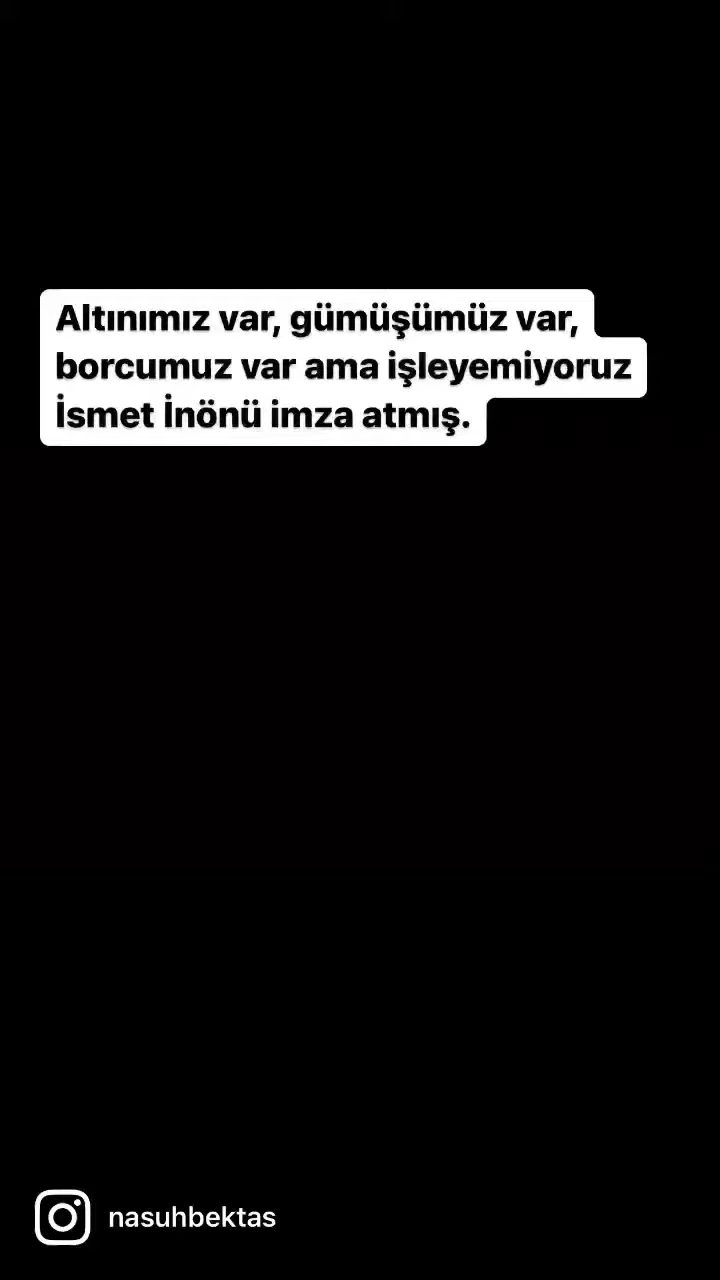 Altınımız var, gümüşümüz var,
borcumuz var ama işleyemiyoruz
İsmet İnönü imza atmış.
nasuhbektas